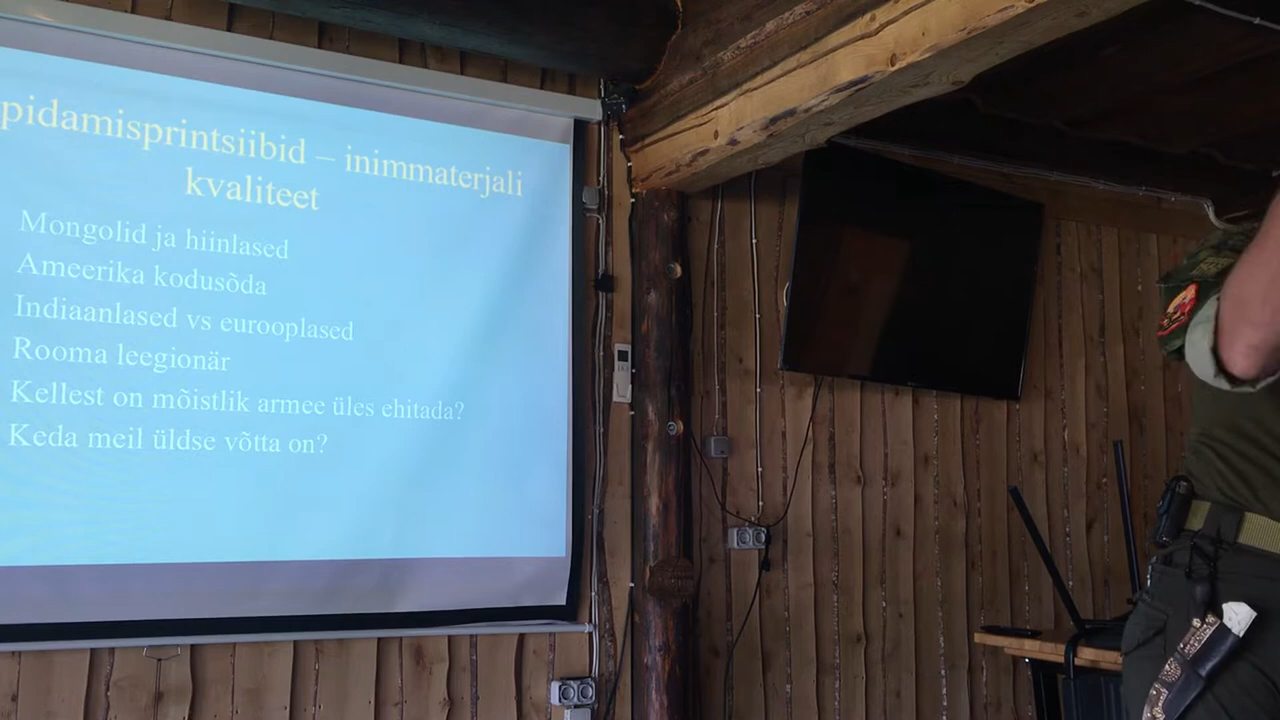 pidamisprintsiibid – inimmaterjali
kvaliteet
Mongolid ja hiinlased
Ameerika kodusõda
Indiaanlased vs eurooplased
Rooma leegionär
Kellest on mõistlik armee üles ehitada?
Keda meil üldse võtta on?